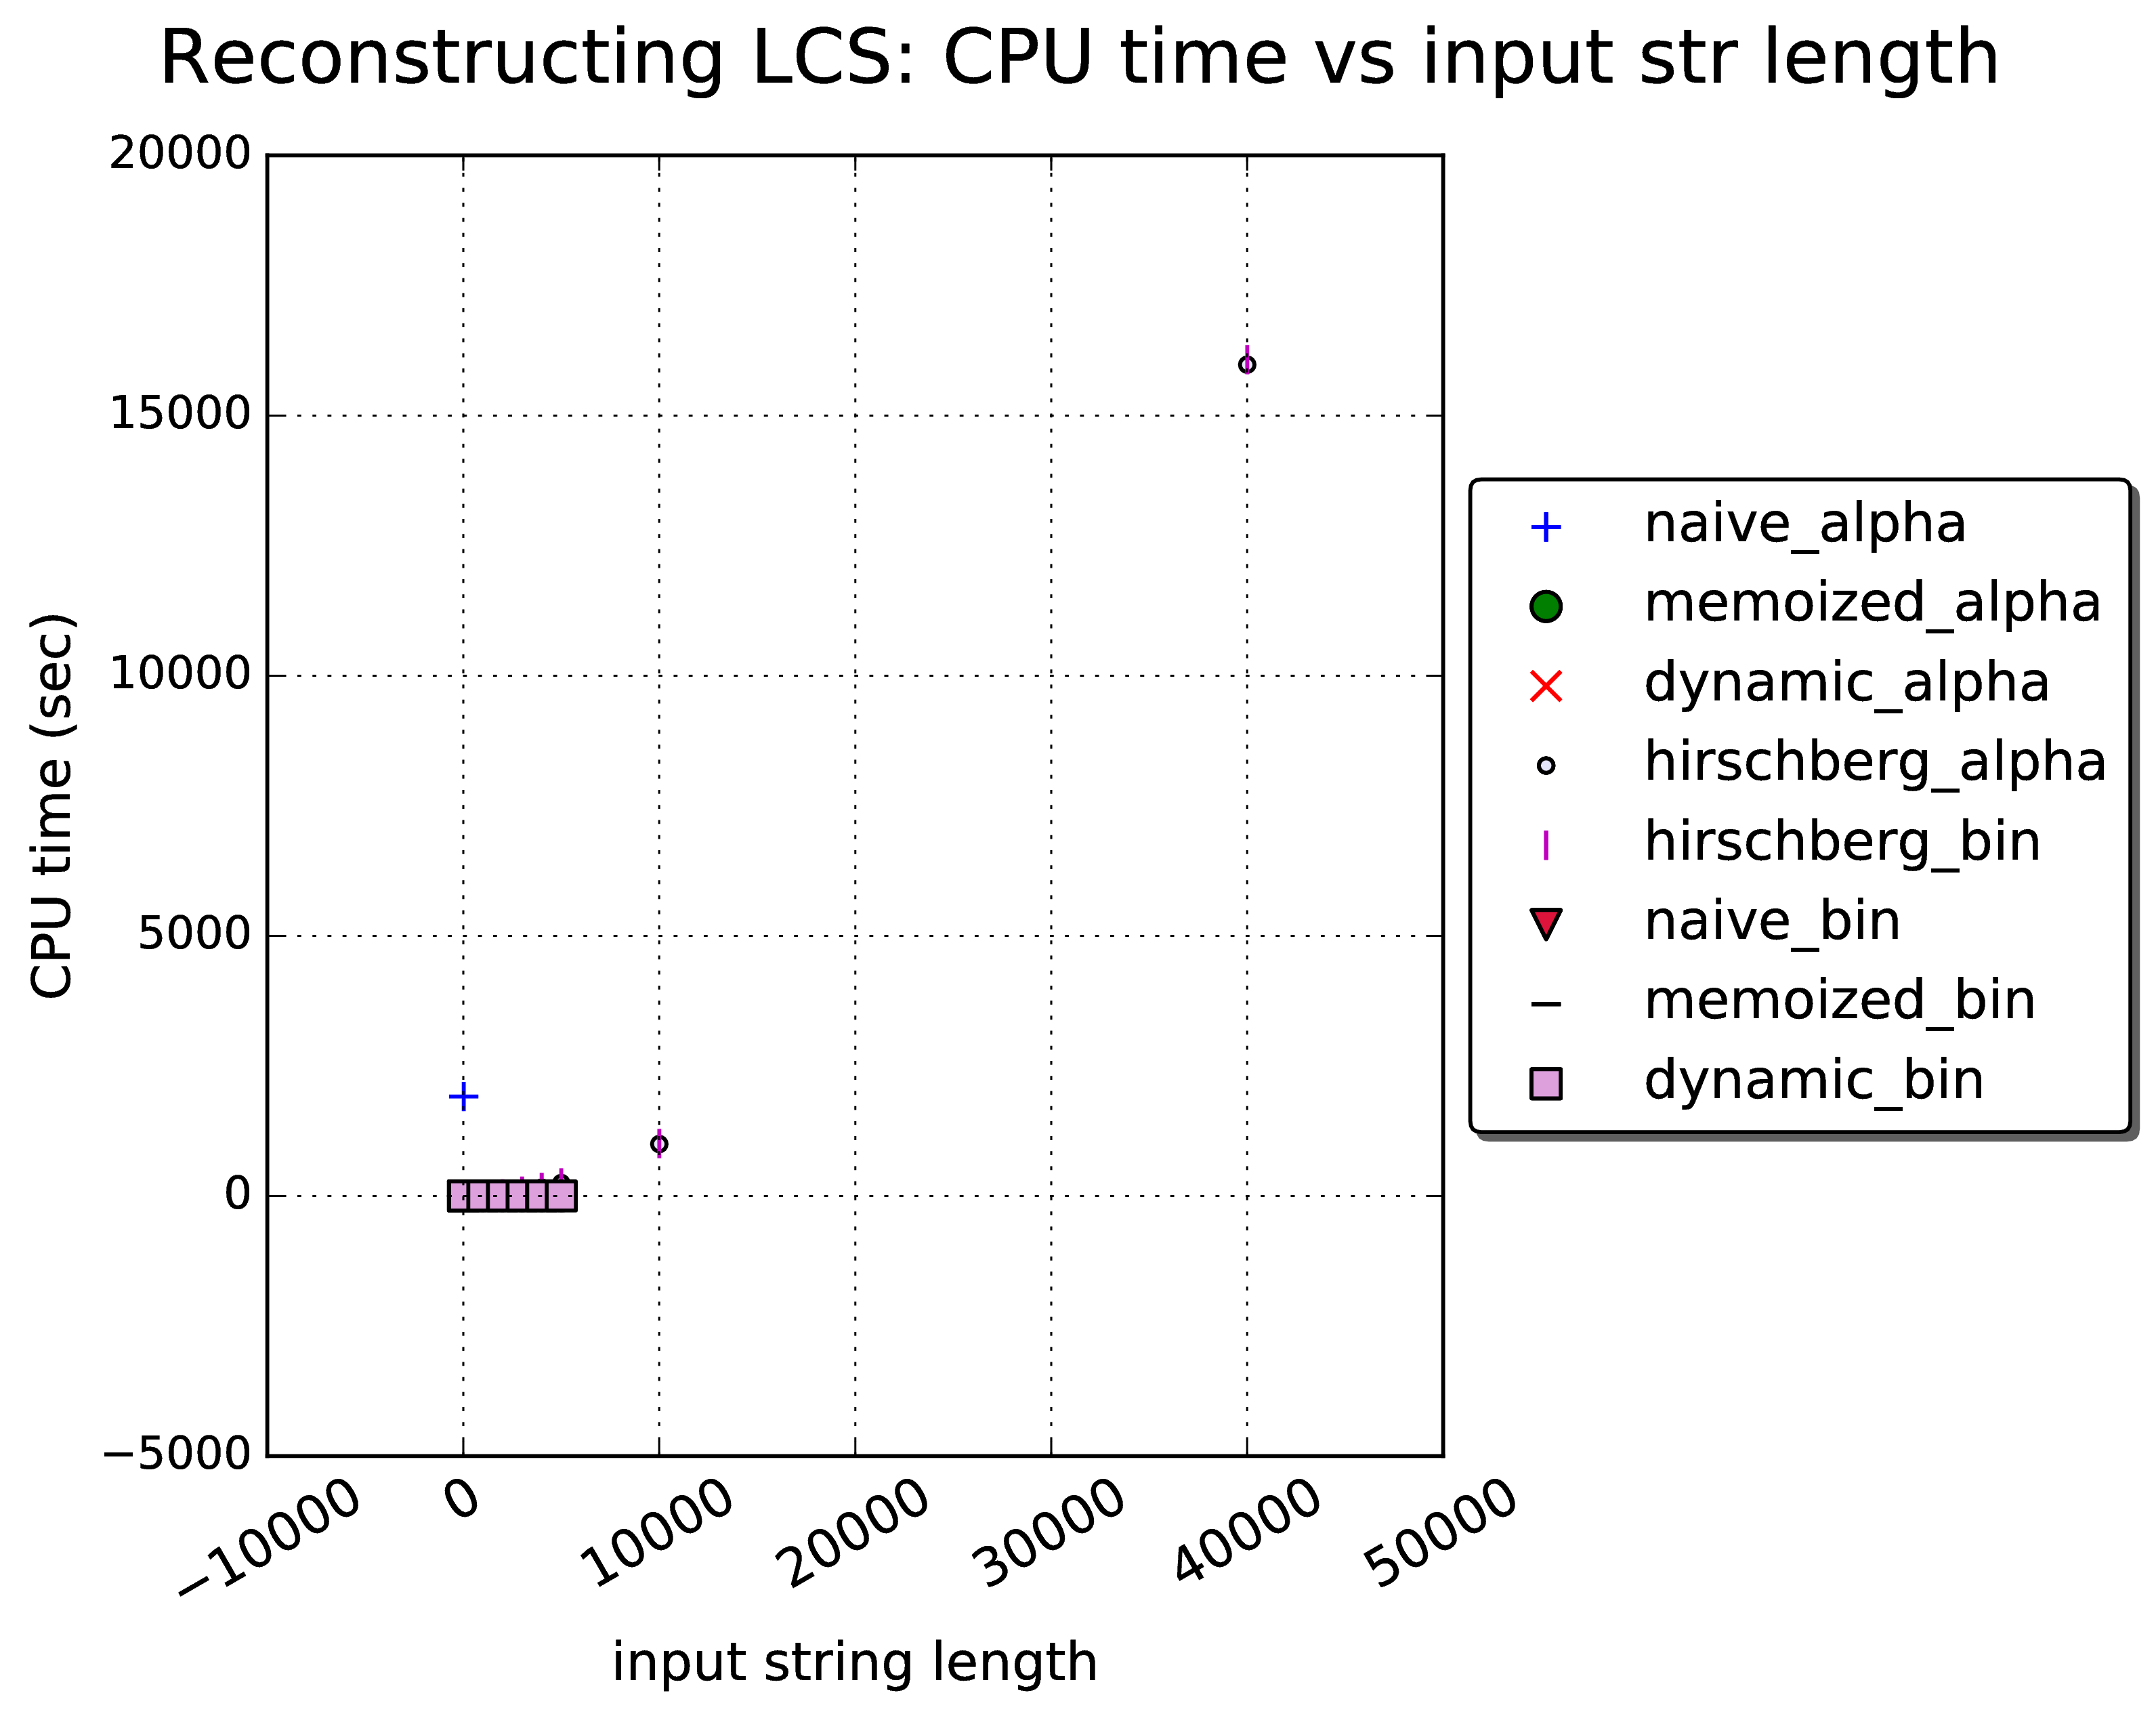 Reconstructing LCS: CPU time vs input str length
20000
15000
10000
5000
0
−5000
CPU time (sec)
−10000
0
10000
20000
30000
40000
50000
input string length
naive_alpha
memoized_alpha
dynamic_alpha
hirschberg_alpha
hirschberg_bin
naive_bin
memoized_bin
dynamic_bin